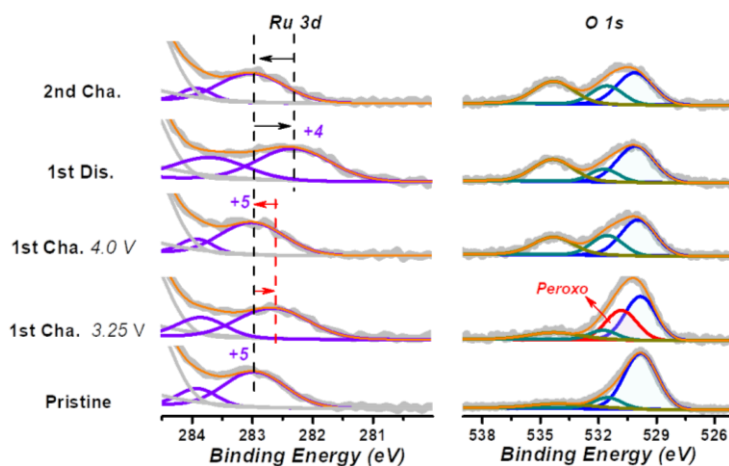 Ru 3d
O 1s
2nd Cha.
+4
1st Dis.
+5
1st Cha. 4.0 V
Peroxo
1st Cha. 3.25 V
+5
Pristine
284 283 282 281
538 535 532 529 526
Binding Energy (eV)
Binding Energy (eV)